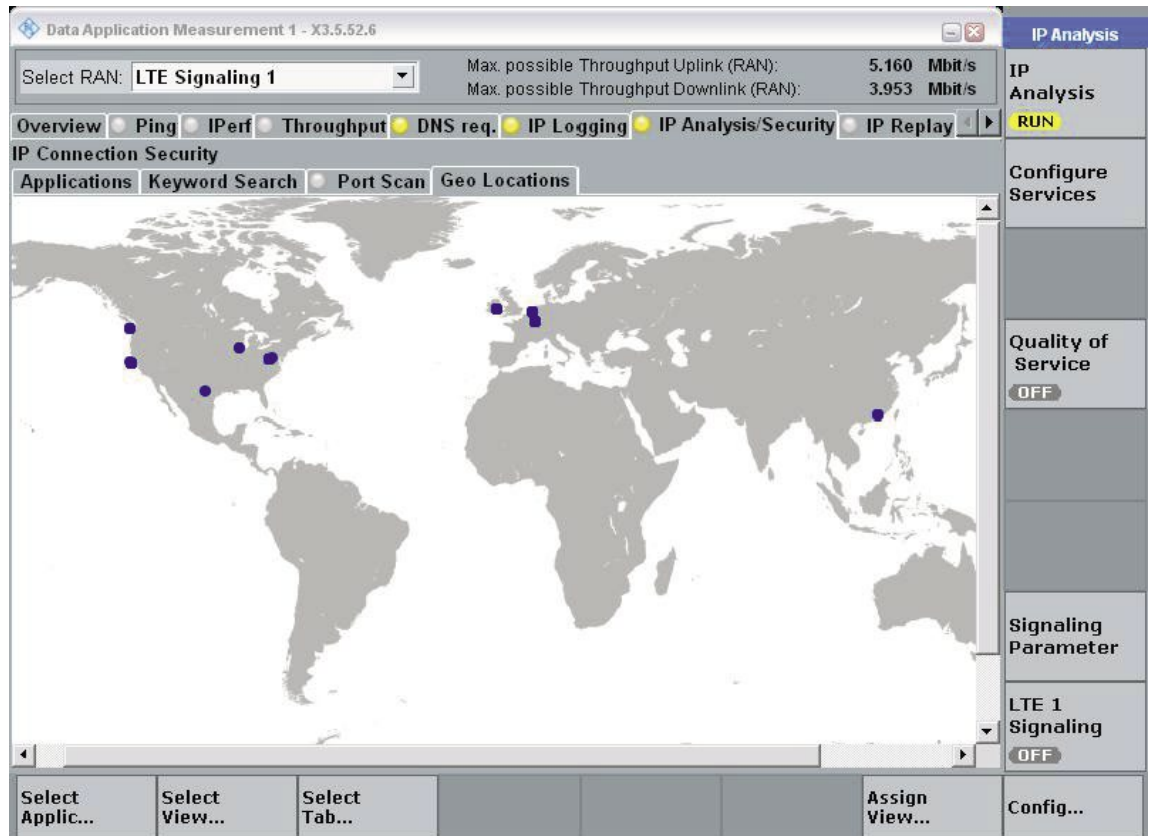 Data Application Measurement 1 - X3.5.52.6
IP Analysis
Select RAN: LTE Signaling 1
Max. possible Throughput Uplink (RAN): 5.160 Mbit/s
Max. possible Throughput Downlink (RAN): 3.953 Mbit/s
Overview Ping IPerf Throughput DNS req. IP Logging IP Analysis/Security IP Replay
IP Connection Security
Applications Keyword Search Port Scan Geo Locations
IP
Analysis
RUN
Configure
Services
Quality of
Service
OFF
Signaling
Parameter
LTE 1
Signaling
OFF
Select
Applic...
Select
View...
Select
Tab...
Assign
View...
Config...